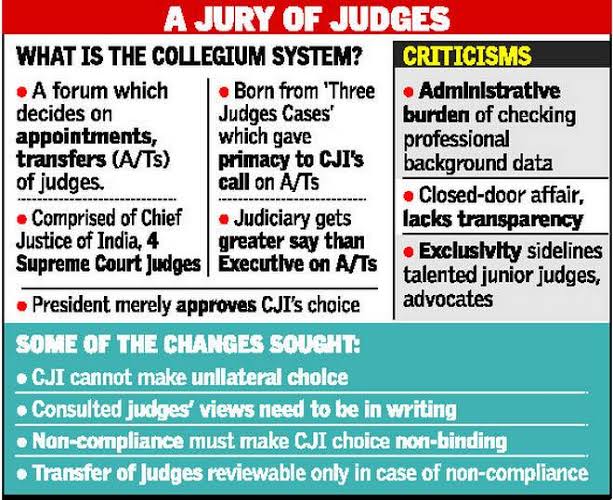 A JURY OF JUDGES
WHAT IS THE COLLEGIUM SYSTEM?
• A forum which
decides on
appointments,
transfers (A/Ts)
of judges.
• Comprised of Chief
Justice of India, 4
Supreme Court Judges
• Born from 'Three
Judges Cases'
which gave
primacy to CJI's
call on A/Ts
• Judiciary gets
greater say than
Executive on A/Ts
• President merely approves CJI's choice
CRITICISMS
• Administrative
burden of checking
professional
background data
• Closed-door affair,
lacks transparency
• Exclusivity sidelines
talented junior judges,
advocates
SOME OF THE CHANGES SOUGHT:
• CJI cannot make unilateral choice
• Consulted judges' views need to be in writing
• Non-compliance must make CJI choice non-binding
• Transfer of judges reviewable only in case of non-compliance